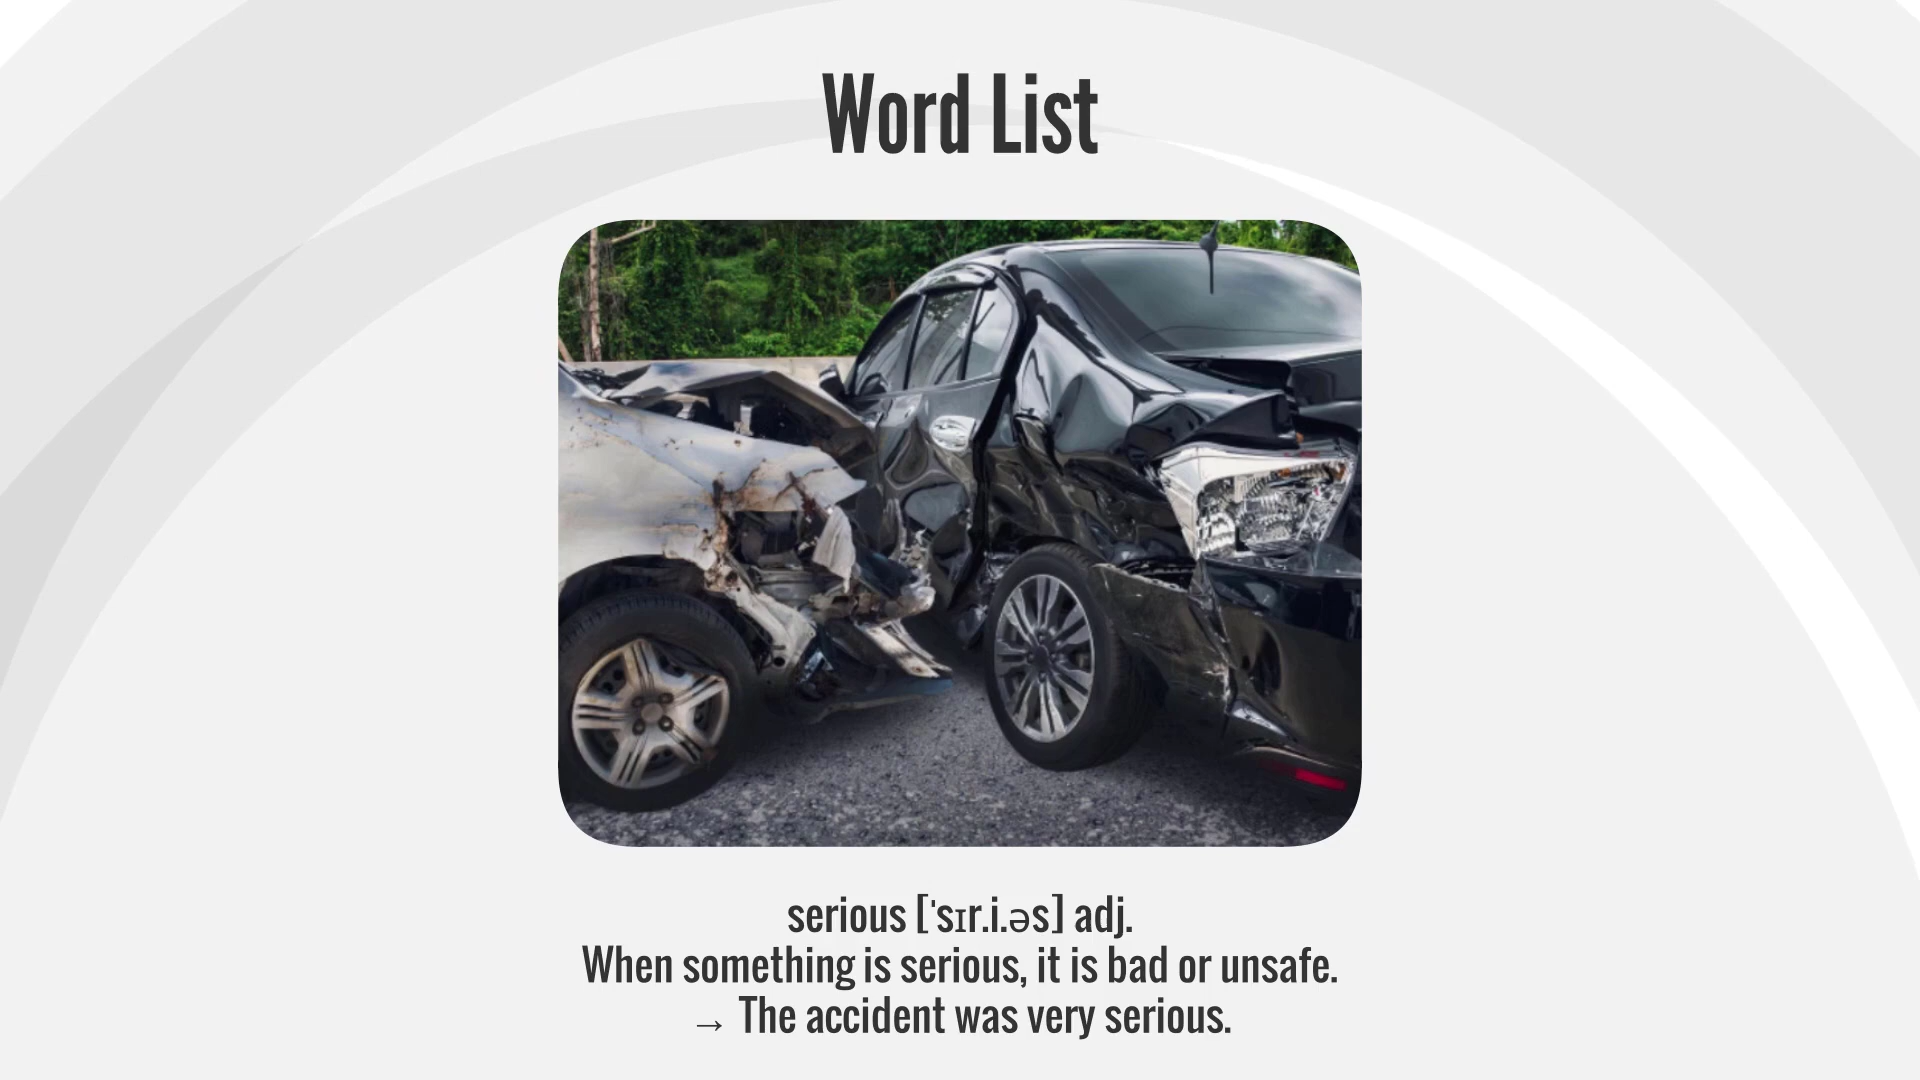 Word List
serious [ˈsɪr.i.əs] adj.
When something is serious, it is bad or unsafe.
→ The accident was very serious.